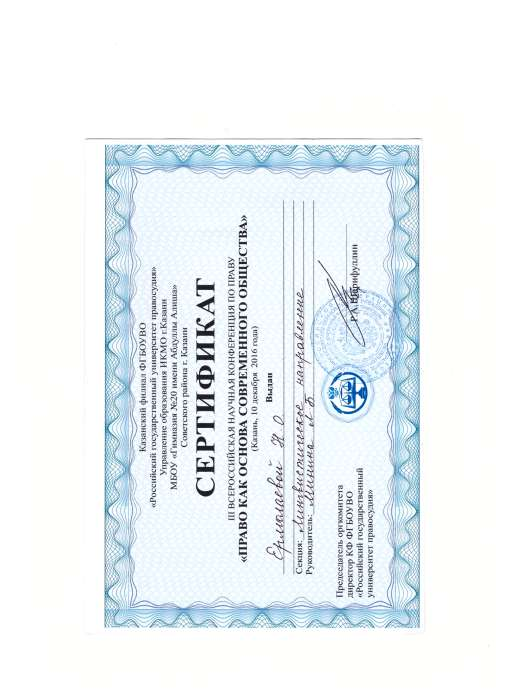 Казанский филиал ФГБОУВО
«Российский государственный университет правосудия»
Управление образования ИКМО г.Казани
МБОУ «Гимназия №20 имени Абдуллы Алиша»
Советского района г. Казани
СЕРТИФИКАТ
III ВСЕРОССИЙСКАЯ НАУЧНАЯ КОНФЕРЕНЦИЯ ПО ПРАВУ
«ПРАВО КАК ОСНОВА СОВРЕМЕННОГО ОБЩЕСТВА»
(Казань, 10 декабря 2016 года)
Выдан
Ермолаевой Н.О.
Секция: Лингвистическое направление
Руководитель: Минина Л.Б.
Председатель оргкомитета
директор КФ ФГБОУВО
«Российский государственный
университет правосудия»
Р.А.Шарифуллин